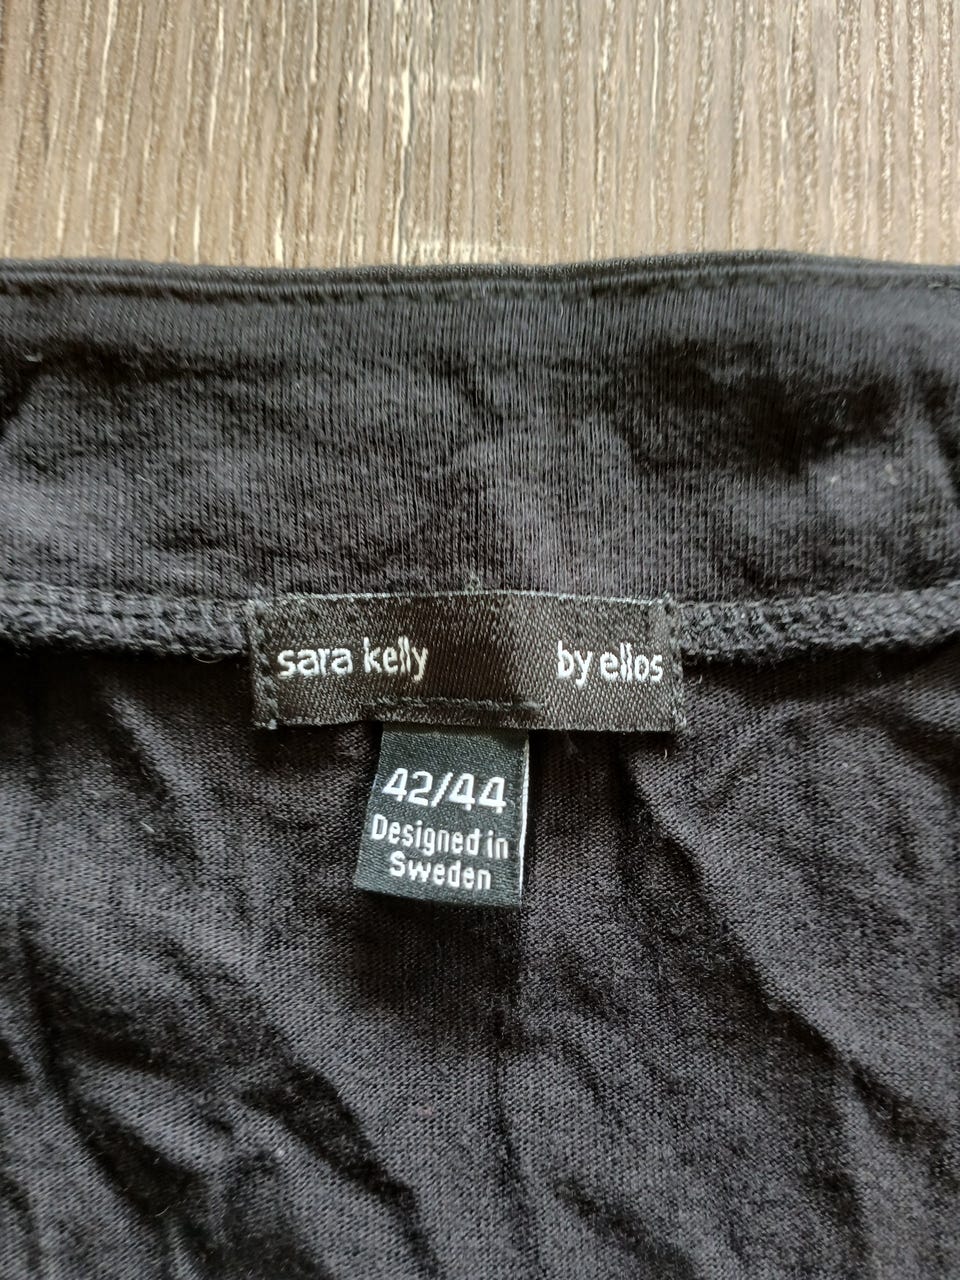 sara kelly by ellos
42/44
Designed in
Sweden